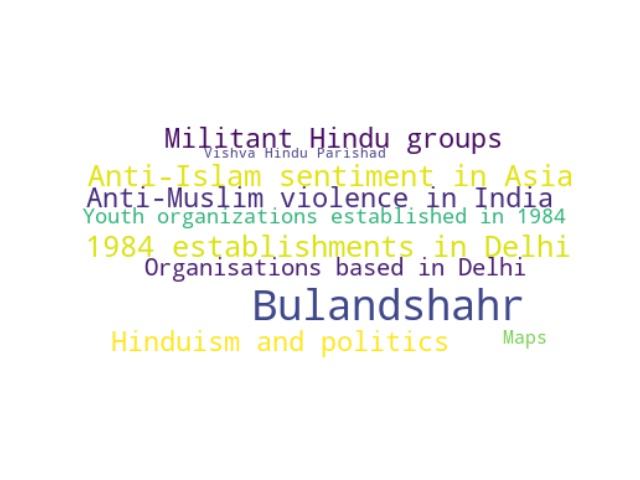 Militant Hindu groups
Vishva Hindu Parishad
Anti-Islam sentiment in Asia
Anti-Muslim violence in India
Youth organizations established in 1984
1984 establishments in Delhi
Organisations based in Delhi
Bulandshahr
Hinduism and politics
Maps